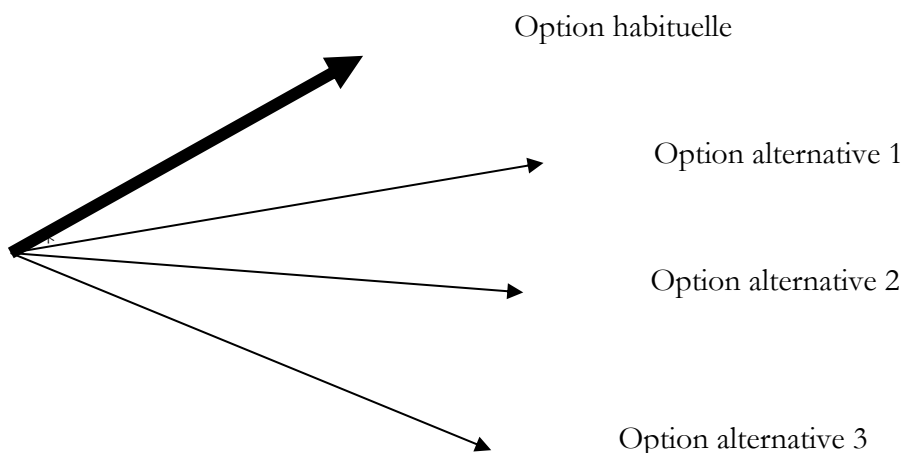 Option habituelle
Option alternative 1
Option alternative 2
Option alternative 3